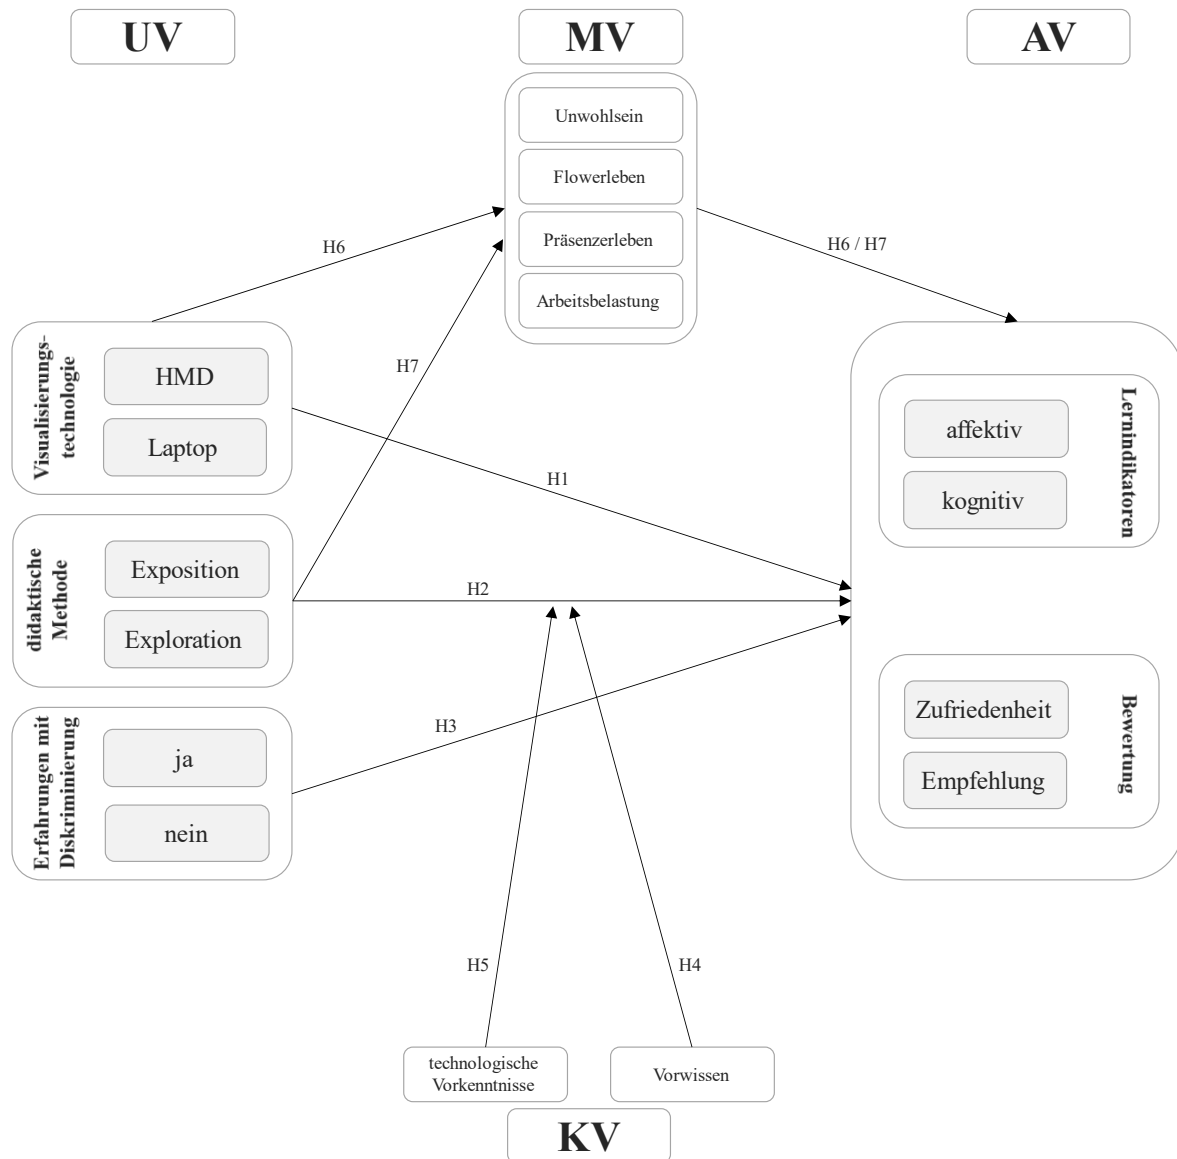 UV
MV
AV
Unwohlsein
Flowerleben
Präsenzerleben
Arbeitsbelastung
H6
H6 / H7
H7
Visualisierungs-
technologie
HMD
Laptop
H1
Lernindikatoren
affektiv
kognitiv
didaktische
Methode
Exposition
Exploration
H2
Erfahrungen mit
Diskriminierung
ja
nein
H3
Bewertung
Zufriedenheit
Empfehlung
H5
H4
technologische
Vorkenntnisse
Vorwissen
KV